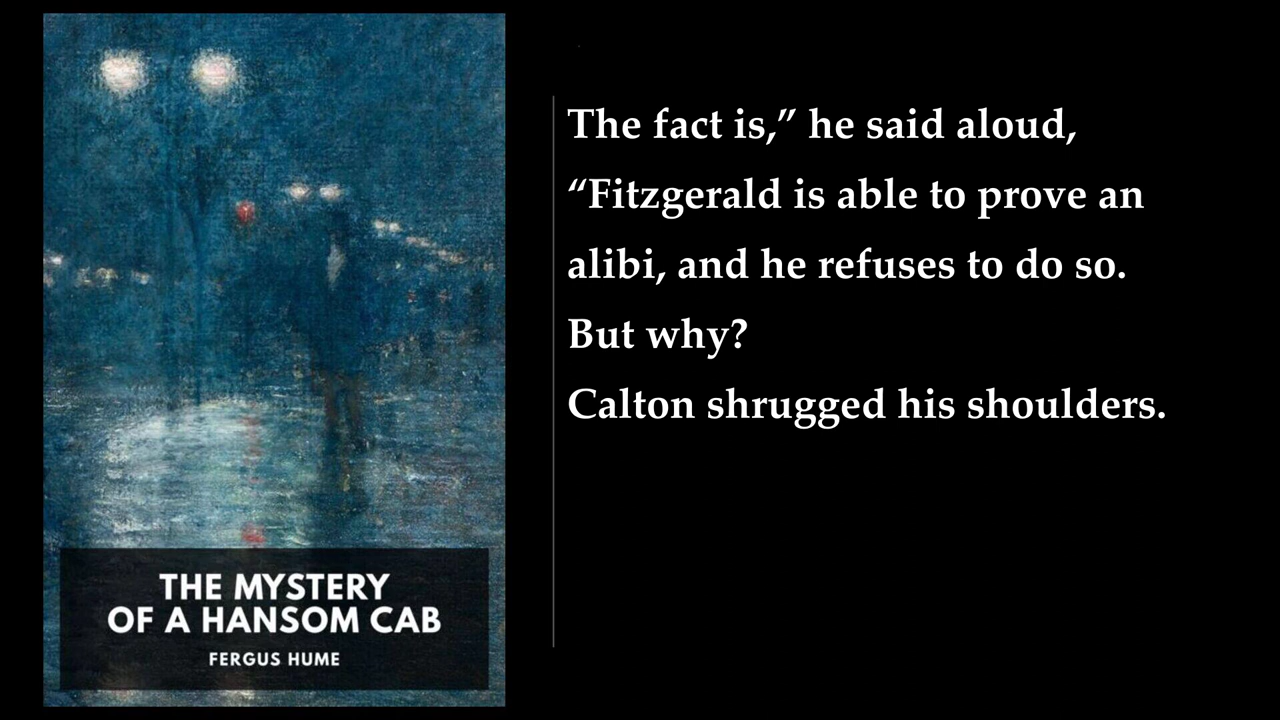 The fact is,” he said aloud,
“Fitzgerald is able to prove an
alibi, and he refuses to do so.
But why?
Calton shrugged his shoulders.
THE MYSTERY
OF A HANSOM CAB
FERGUS HUME